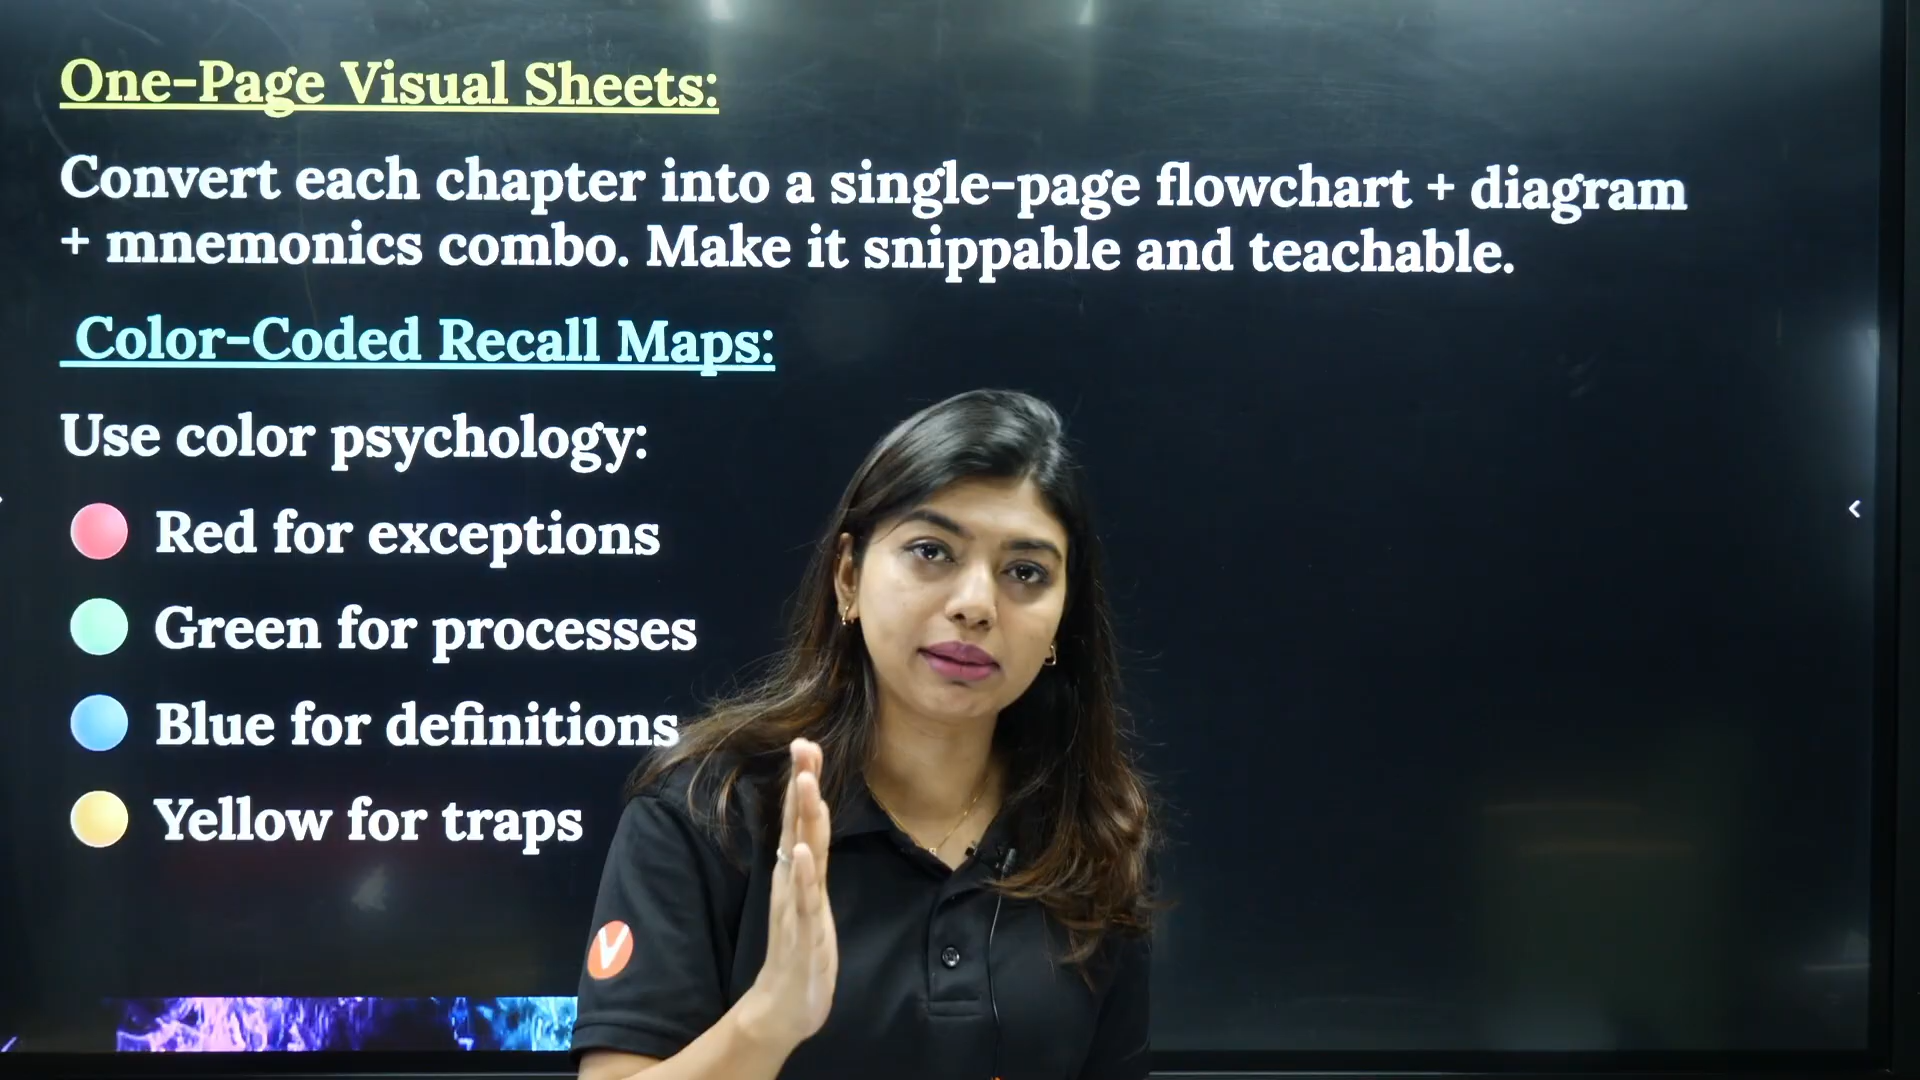 One-Page Visual Sheets:
Convert each chapter into a single-page flowchart + diagram
+ mnemonics combo. Make it snippable and teachable.
Color-Coded Recall Maps:
Use color psychology:
Red for exceptions
Green for processes
Blue for definitions
Yellow for traps
V